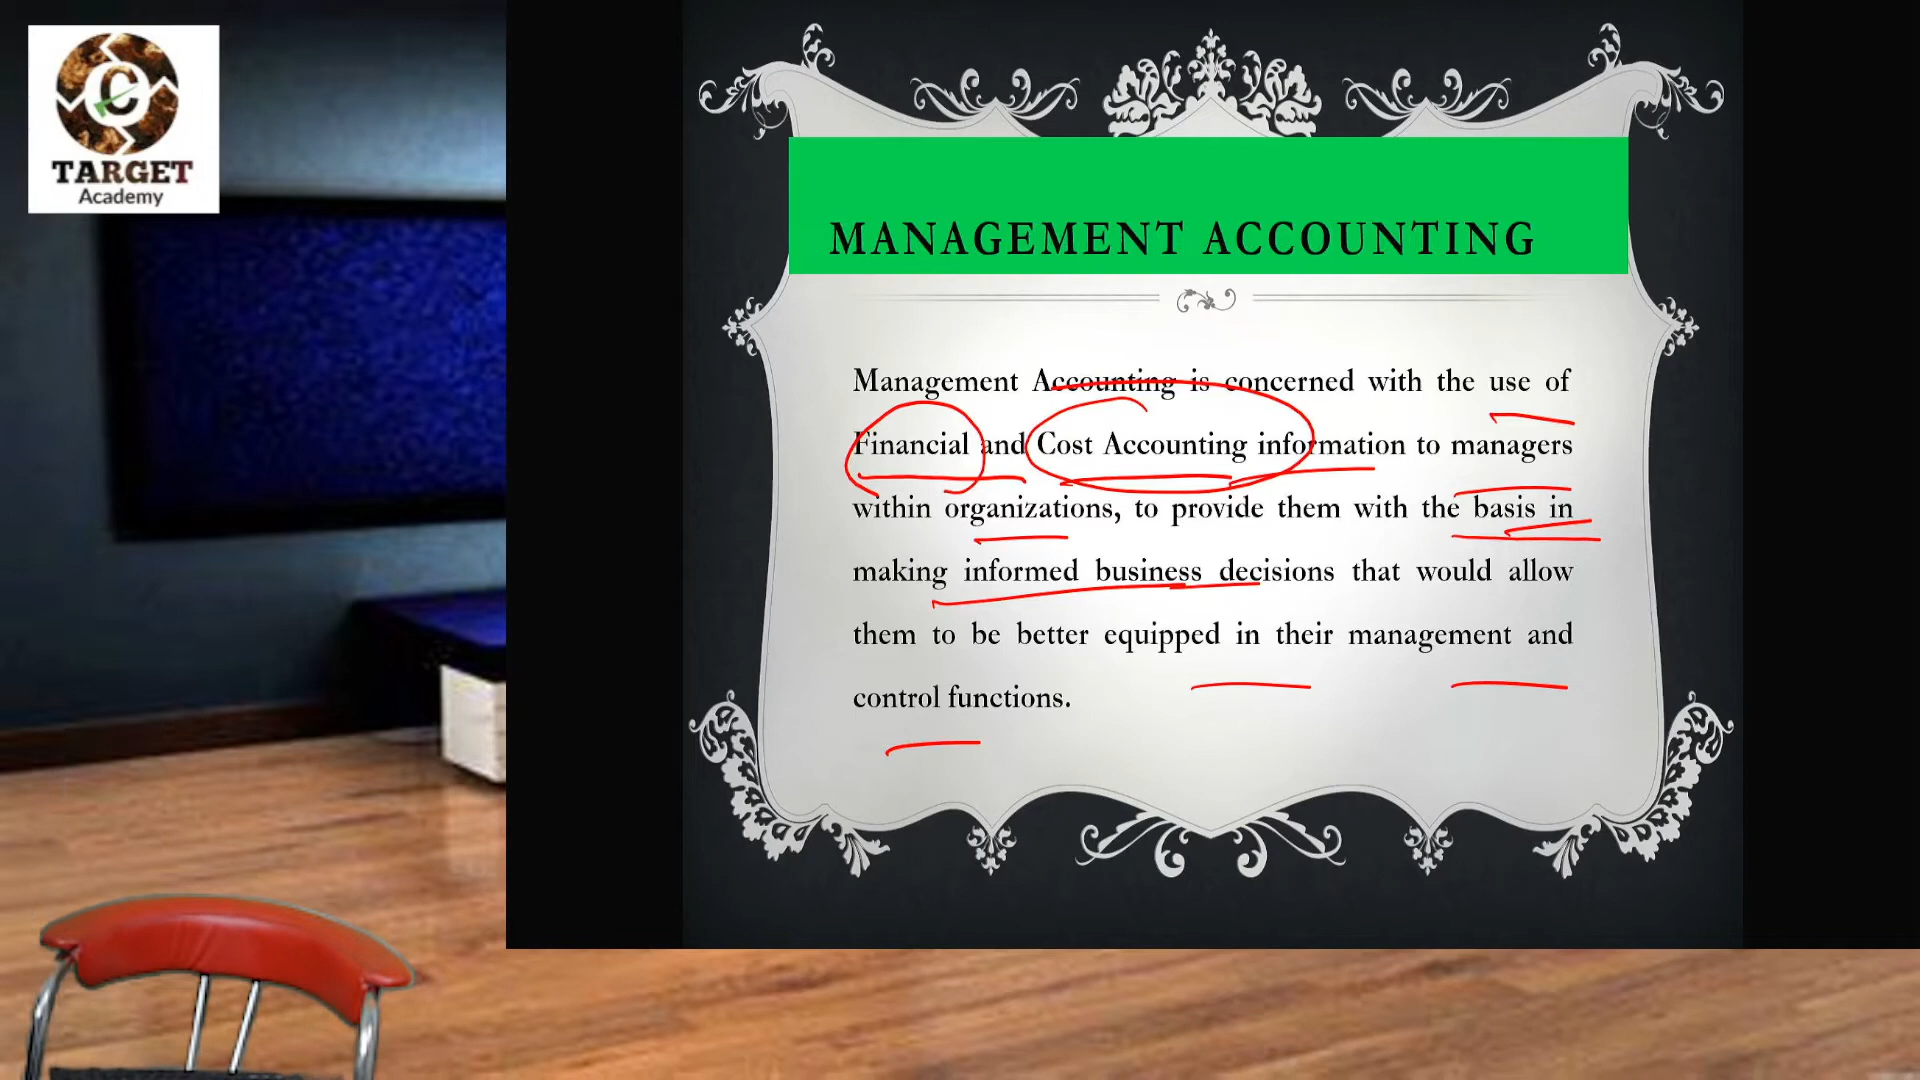 C
TARGET
Academy
MANAGEMENT ACCOUNTING
Management Accounting is concerned with the use of
Financial and Cost Accounting information to managers
within organizations, to provide them with the basis in
making informed business decisions that would allow
them to be better equipped in their management and
control functions.